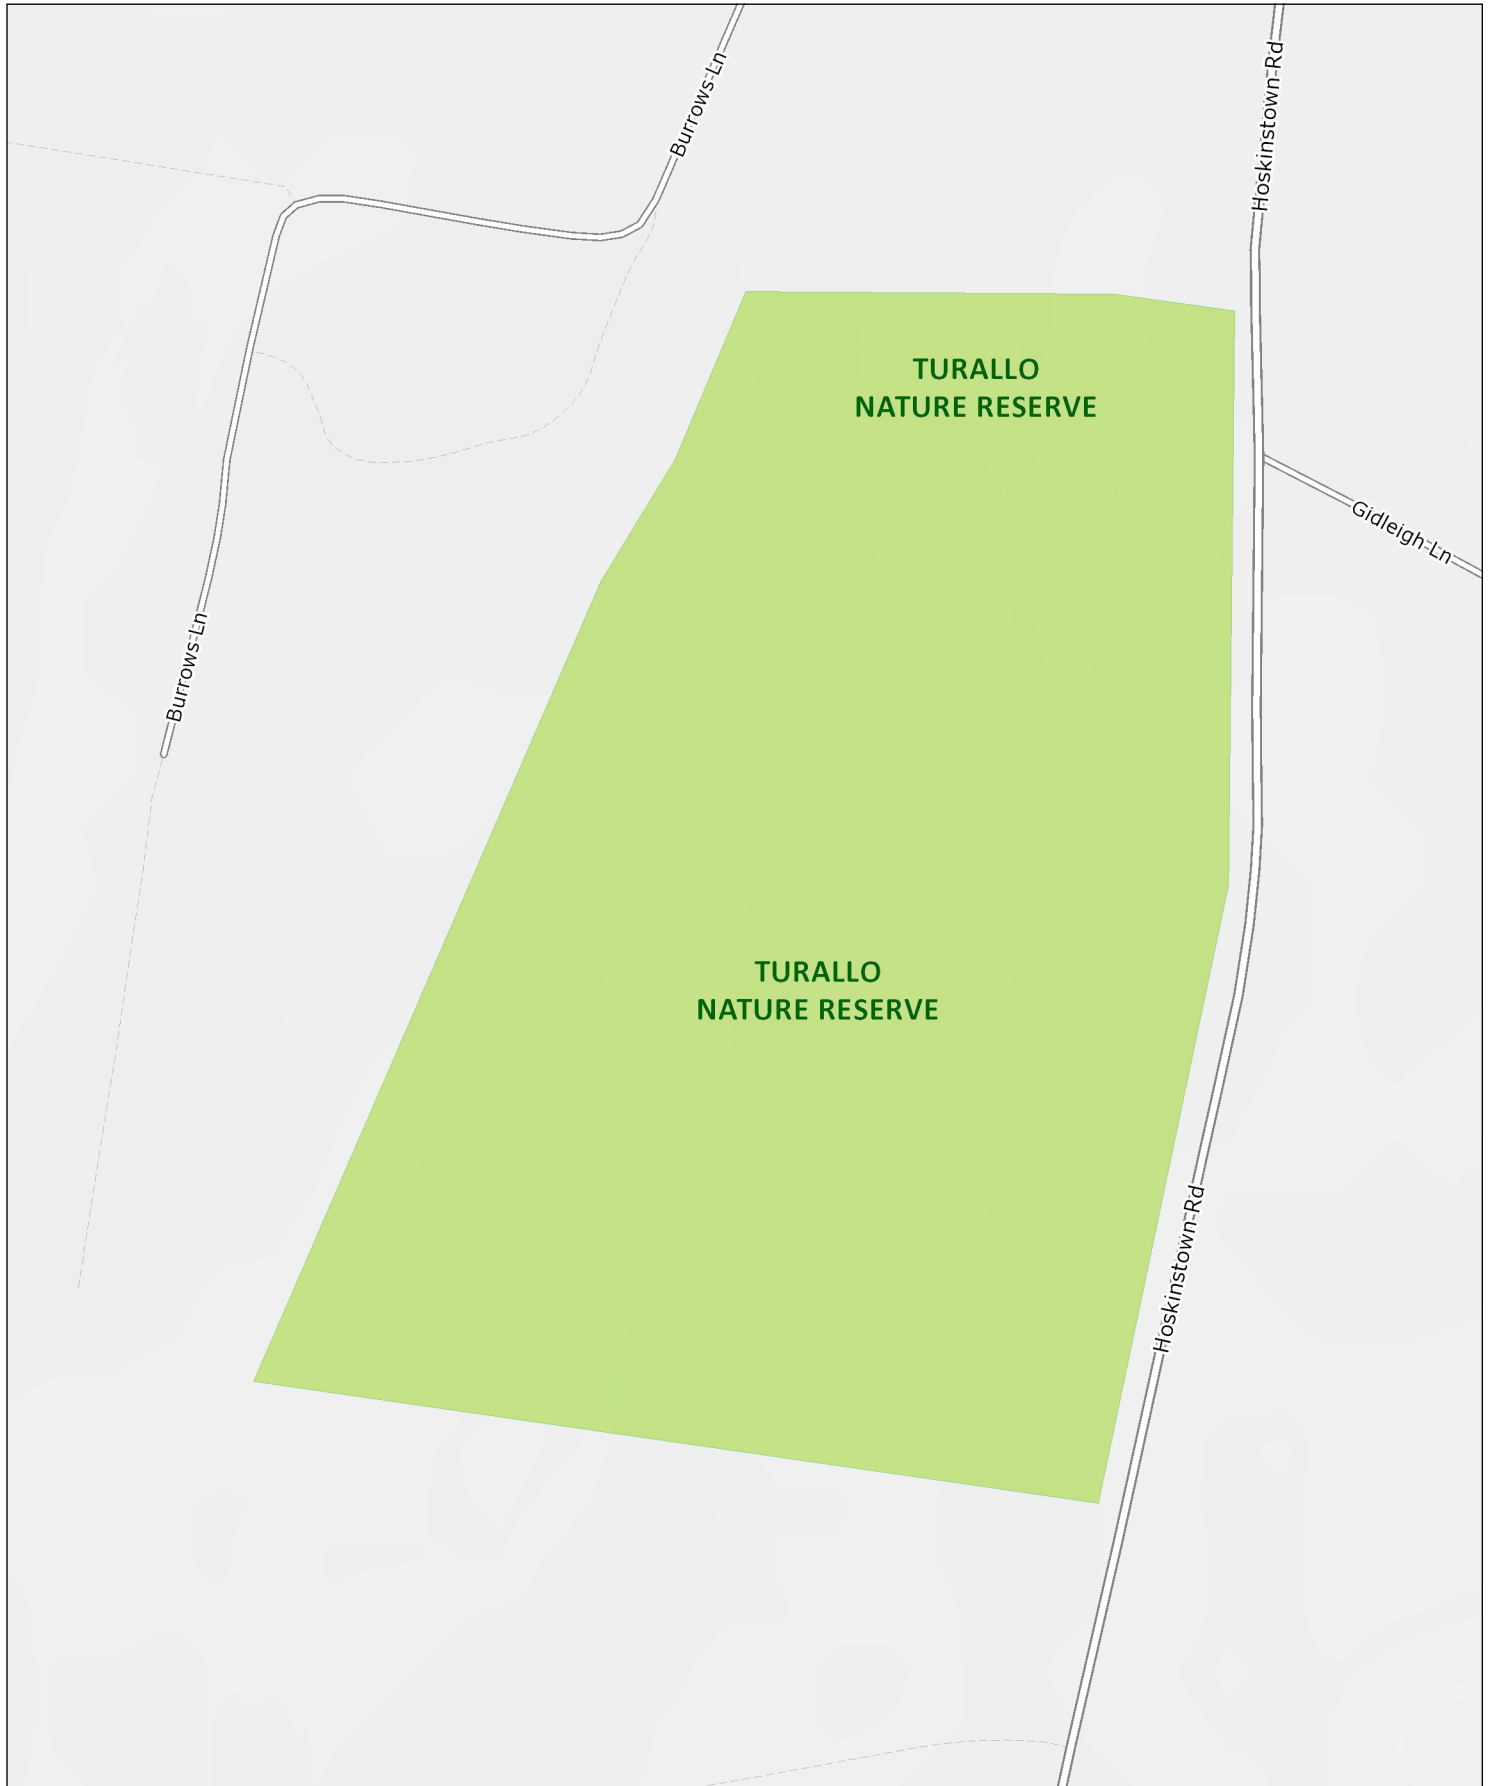 Burrows Ln
Hoskinstown Rd
TURALLO
NATURE RESERVE
Gidleigh Ln
Burrows Ln
TURALLO
NATURE RESERVE
Hoskinstown Rd